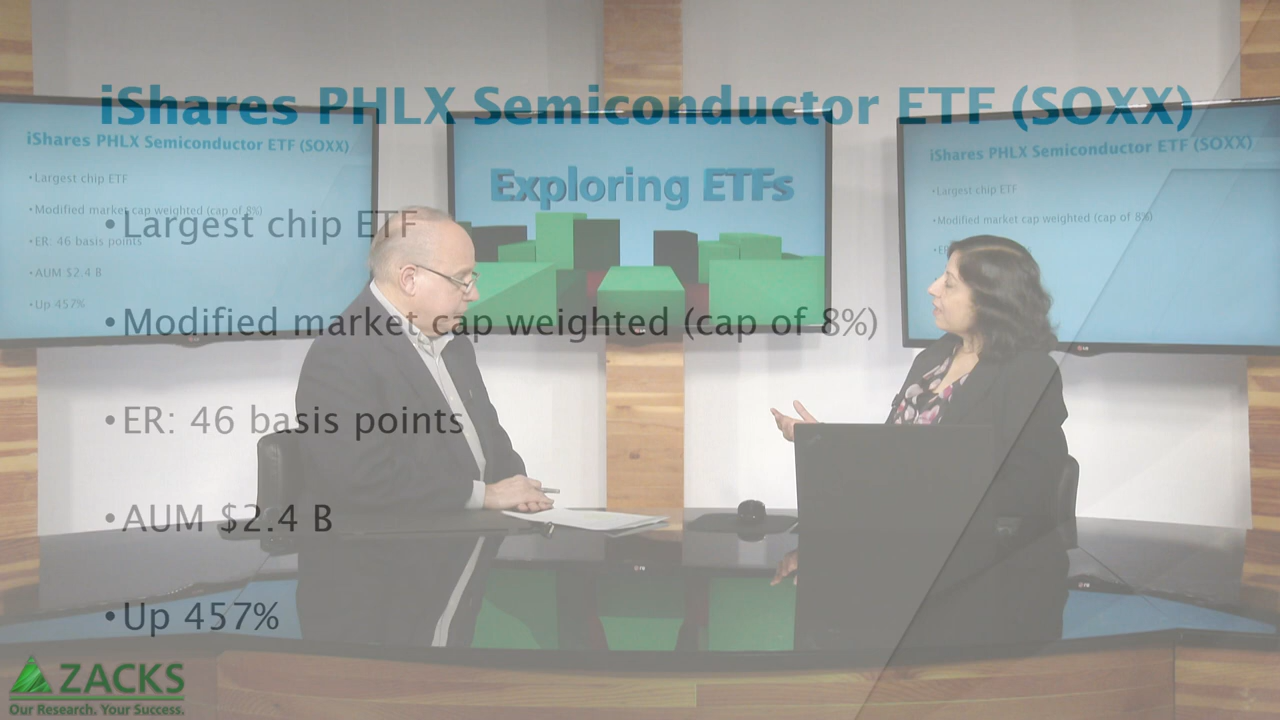 iShares PHLX Semiconductor ETF (SOXX)
•Largest chip ETF
•Modified market cap weighted (cap of 8%)
•ER: 46 basis points
•AUM $2.4 B
•Up 457%
iShares PHLX Semiconductor ETF (SOXX)
•Largest chip ETF
•Modified market cap weighted (cap of 8%)
•ER: 46 basis points
•AUM $2.4 B
•Up 457%
Exploring ETFs
iShares PHLX Semiconductor ETF (SOXX)
•Largest chip ETF
•Modified market cap weighted (cap of 8%)
ZACKS
Our Research. Your Success.